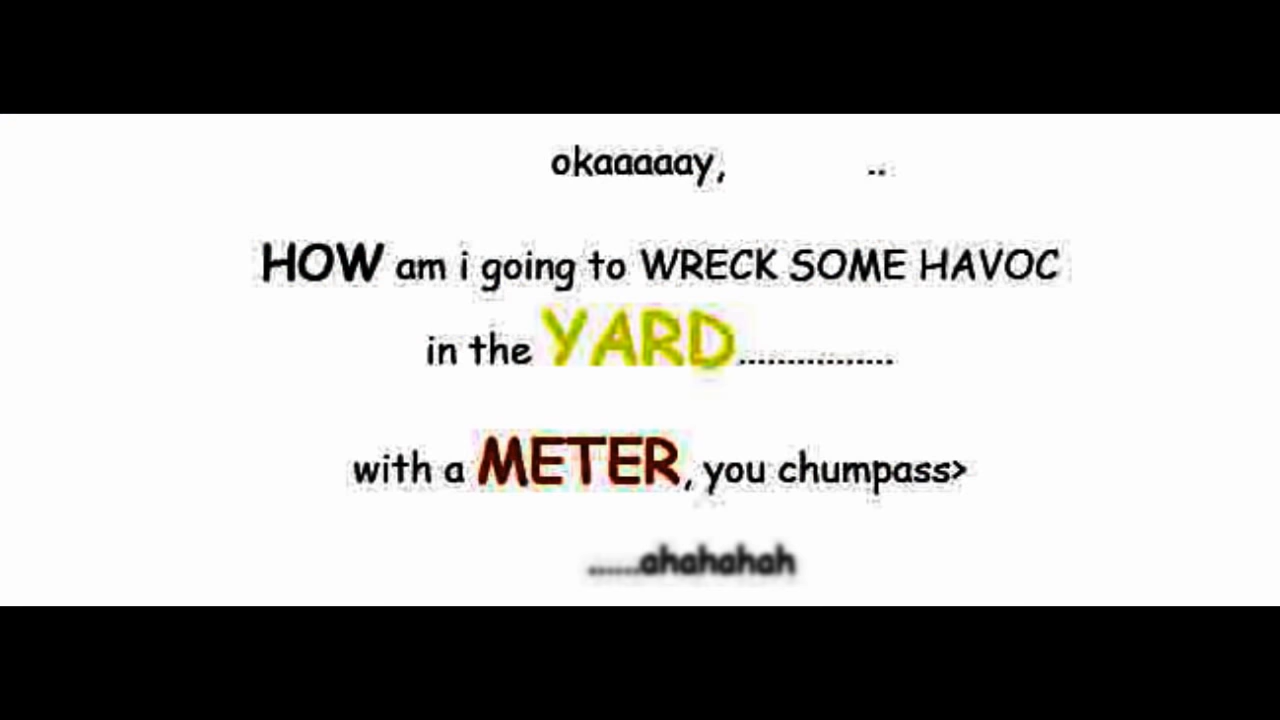 okaaaaay, ..
HOW am i going to WRECK SOME HAVOC
in the YARD................
with a METER, you chumpass>
......ahahahah